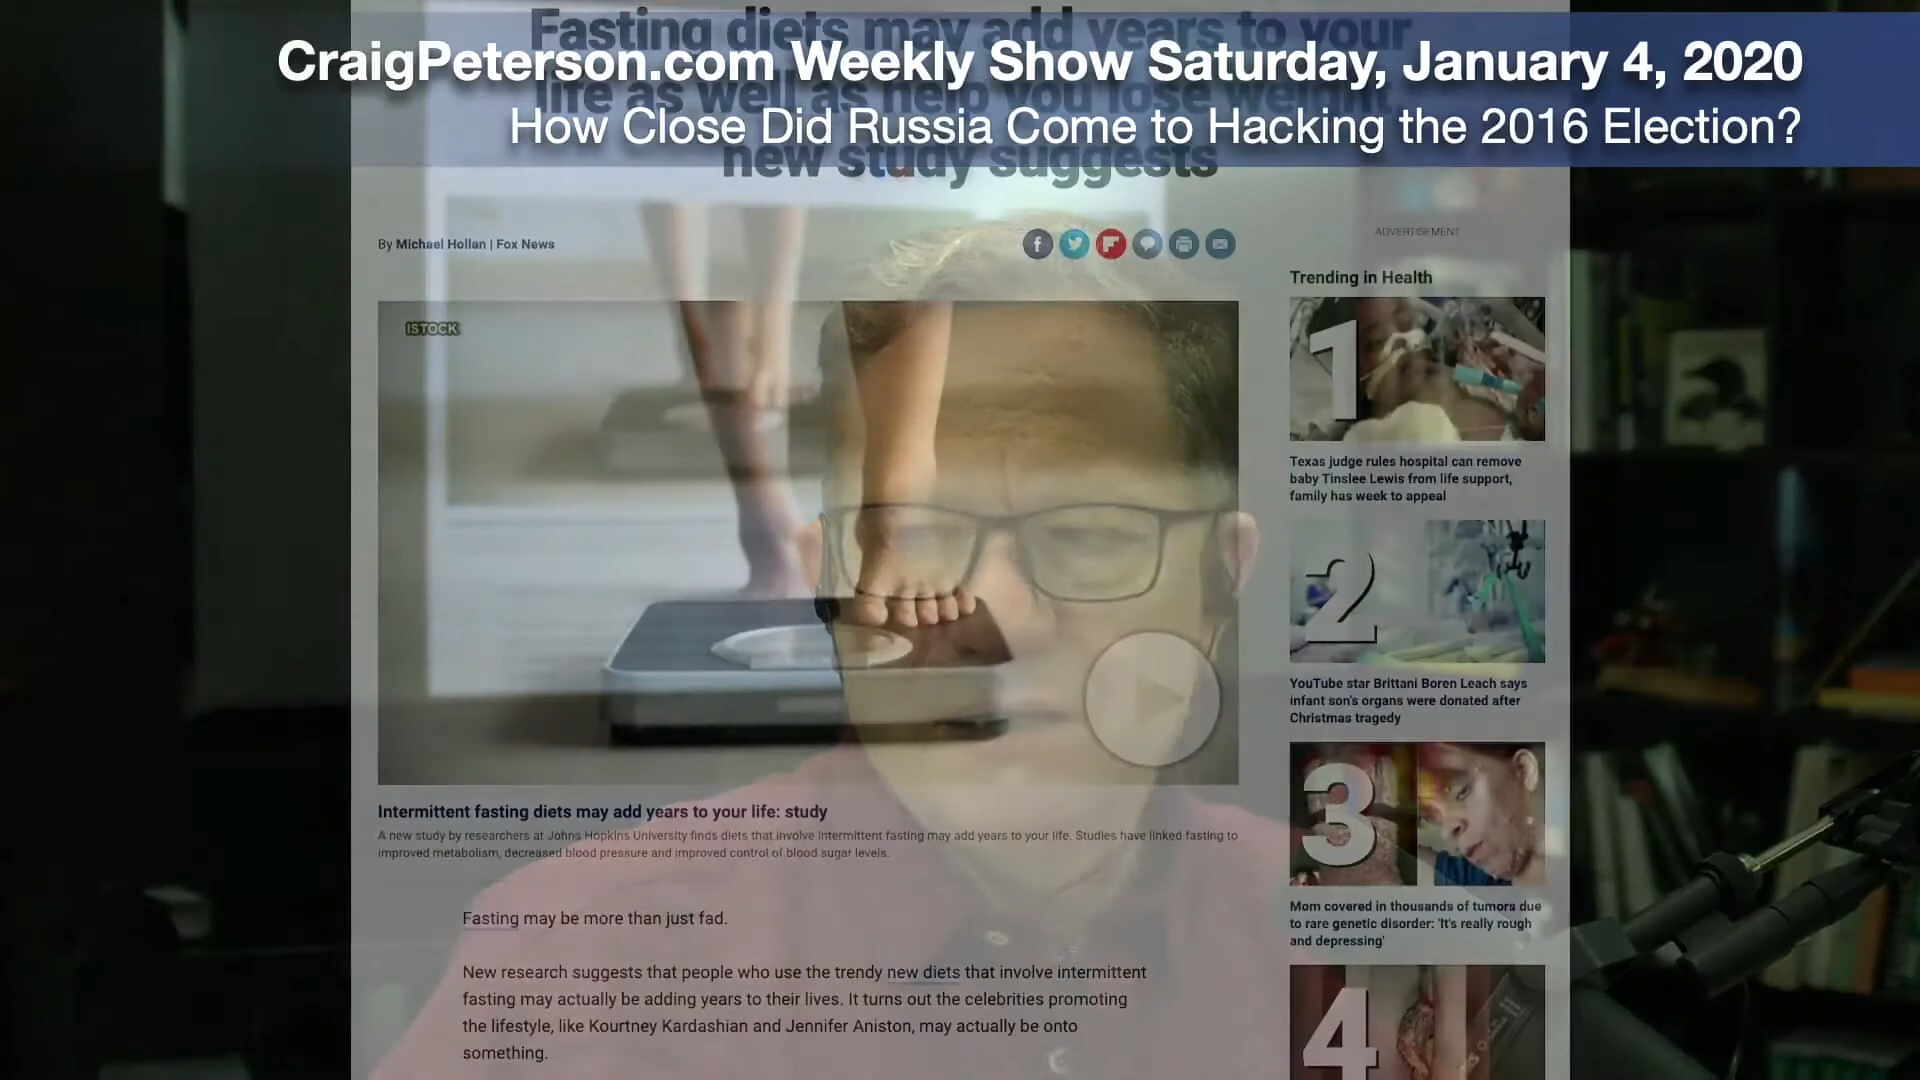 Fasting diets may add years to your
CraigPeterson.com Weekly Show Saturday, January 4, 2020
life as well as help you lose weight,
How Close Did Russia Come to Hacking the 2016 Election?
new study suggests
By Michael Hollan | Fox News
ADVERTISEMENT
Trending in Health
ISTOCK
1
Texas judge rules hospital can remove
baby Tinslee Lewis from life support,
family has week to appeal
2
YouTube star Brittani Boren Leach says
infant son's organs were donated after
Christmas tragedy
3
Mom covered in thousands of tumors due
to rare genetic disorder: 'It's really rough
and depressing'
4
Intermittent fasting diets may add years to your life: study
A new study by researchers at Johns Hopkins University finds diets that involve intermittent fasting may add years to your life. Studies have linked fasting to
improved metabolism, decreased blood pressure and improved control of blood sugar levels.
Fasting may be more than just fad.
New research suggests that people who use the trendy new diets that involve intermittent
fasting may actually be adding years to their lives. It turns out the celebrities promoting
the lifestyle, like Kourtney Kardashian and Jennifer Aniston, may actually be onto
something.